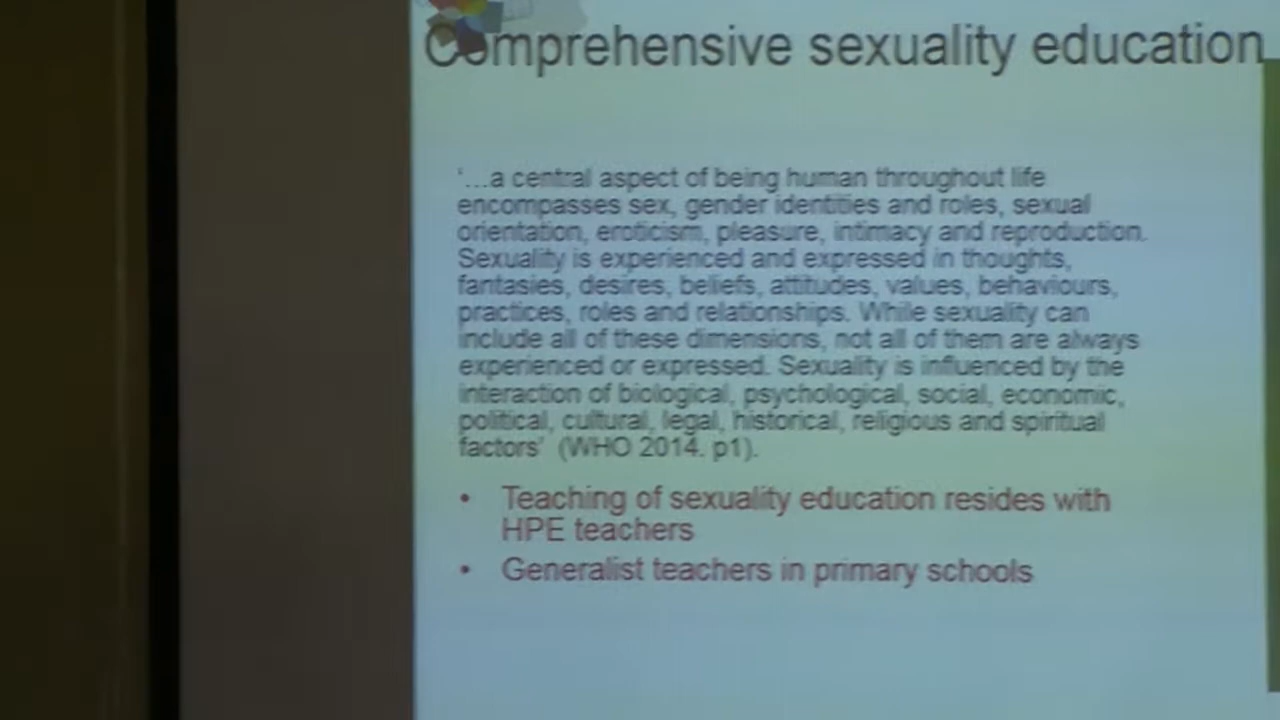 Comprehensive sexuality education
‘...a central aspect of being human throughout life
encompasses sex, gender identities and roles, sexual
orientation, eroticism, pleasure, intimacy and reproduction.
Sexuality is experienced and expressed in thoughts,
fantasies, desires, beliefs, attitudes, values, behaviours,
practices, roles and relationships. While sexuality can
include all of these dimensions, not all of them are always
experienced or expressed. Sexuality is influenced by the
interaction of biological, psychological, social, economic,
political, cultural, legal, historical, religious and spiritual
factors’ (WHO 2014. p1).
• Teaching of sexuality education resides with
HPE teachers
• Generalist teachers in primary schools